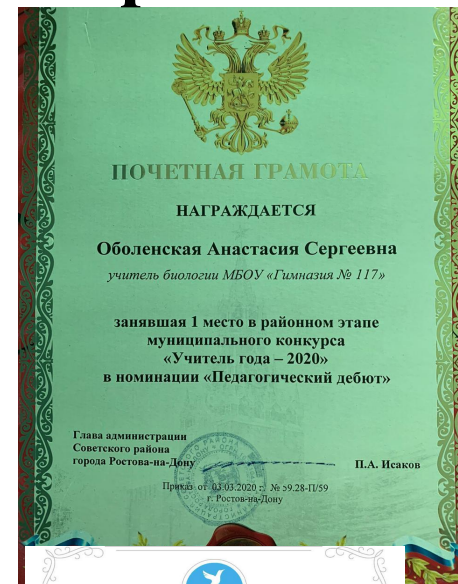 ПОЧЕТНАЯ ГРАМОТА
НАГРАЖДАЕТСЯ
Оболенская Анастасия Сергеевна
учитель биологии МБОУ «Гимназия № 117»
занявшая 1 место в районном этапе
муниципального конкурса
«Учитель года – 2020»
в номинации «Педагогический дебют»
Глава администрации
Советского района
города Ростова-на-Дону
П.А. Исаков
Приказ от 03.03.2020 г. № 59.28-П/59
г. Ростов-на-Дону